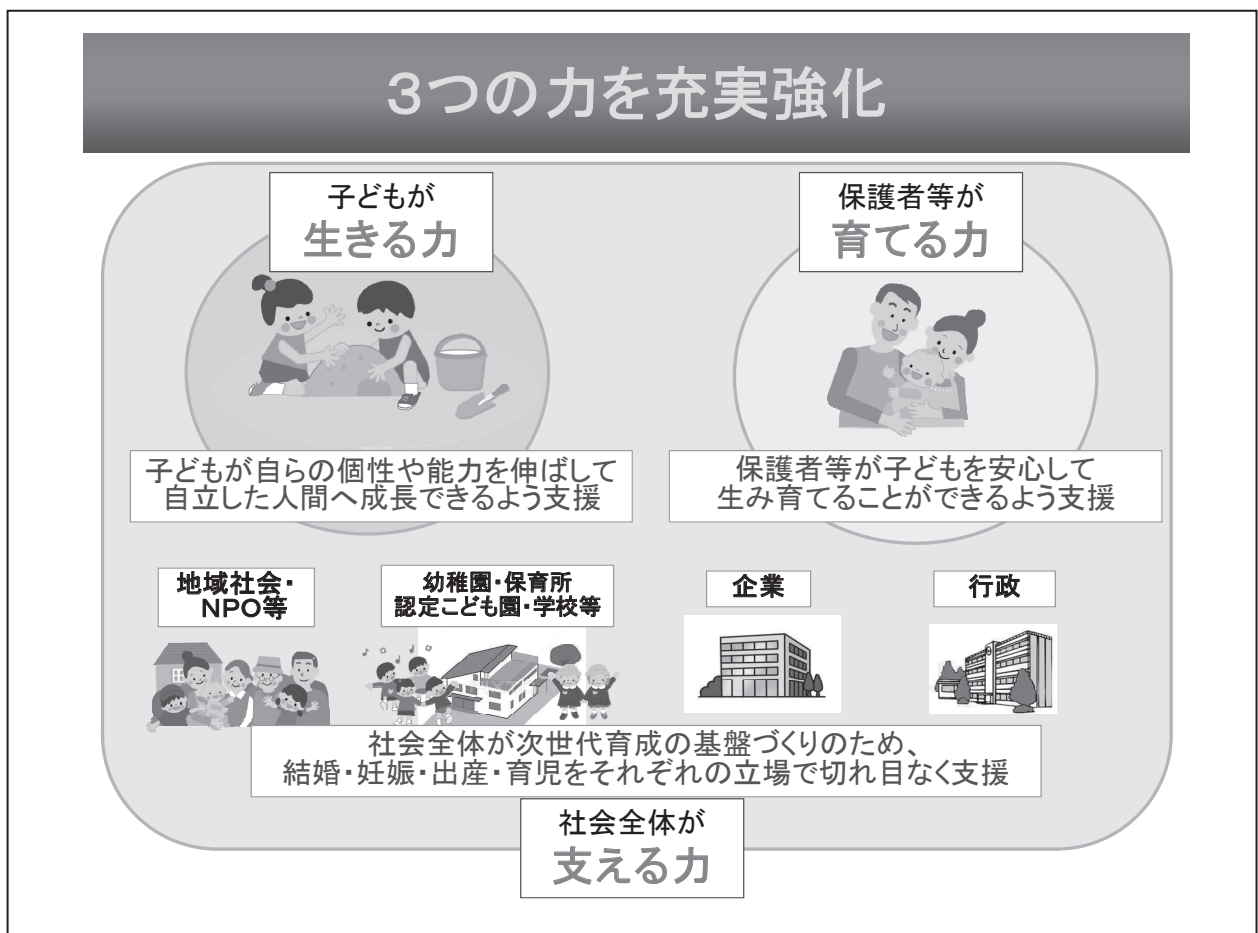 ３つの力を充実強化
子どもが
生きる力
保護者等が
育てる力
子どもが自らの個性や能力を伸ばして
自立した人間へ成長できるよう支援
保護者等が子どもを安心して
生み育てることができるよう支援
地域社会・
NPO等
幼稚園・保育所
認定こども園・学校等
企業
行政
社会全体が次世代育成の基盤づくりのため、
結婚・妊娠・出産・育児をそれぞれの立場で切れ目なく支援
社会全体が
支える力